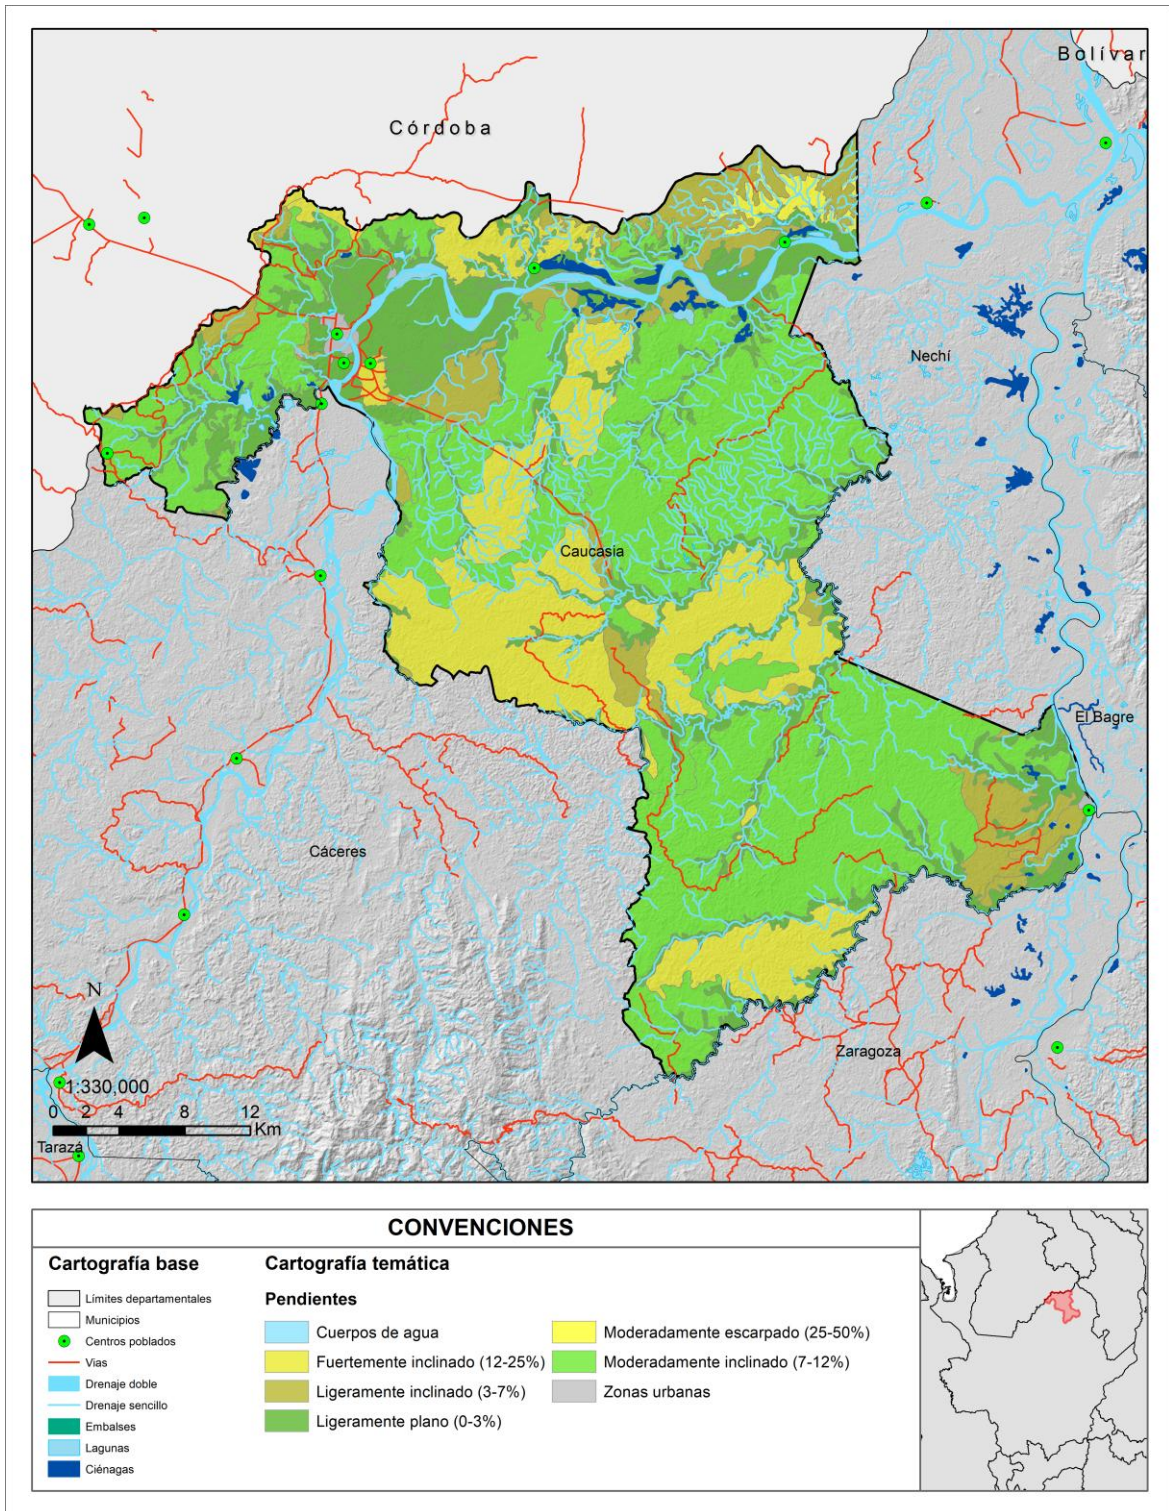 Bolívar
Córdoba
Nechí
Caucasia
El Bagre
Cáceres
N
Zaragoza
1:330,000
0 2 4 8 12
Km
Tarazá
CONVENCIONES
Cartografía base
Límites departamentales
Municipios
Centros poblados
Vias
Drenaje doble
Drenaje sencillo
Embalses
Lagunas
Ciénagas
Cartografía temática
Pendientes
Cuerpos de agua
Fuertemente inclinado (12-25%)
Ligeramente inclinado (3-7%)
Ligeramente plano (0-3%)
Moderadamente escarpado (25-50%)
Moderadamente inclinado (7-12%)
Zonas urbanas